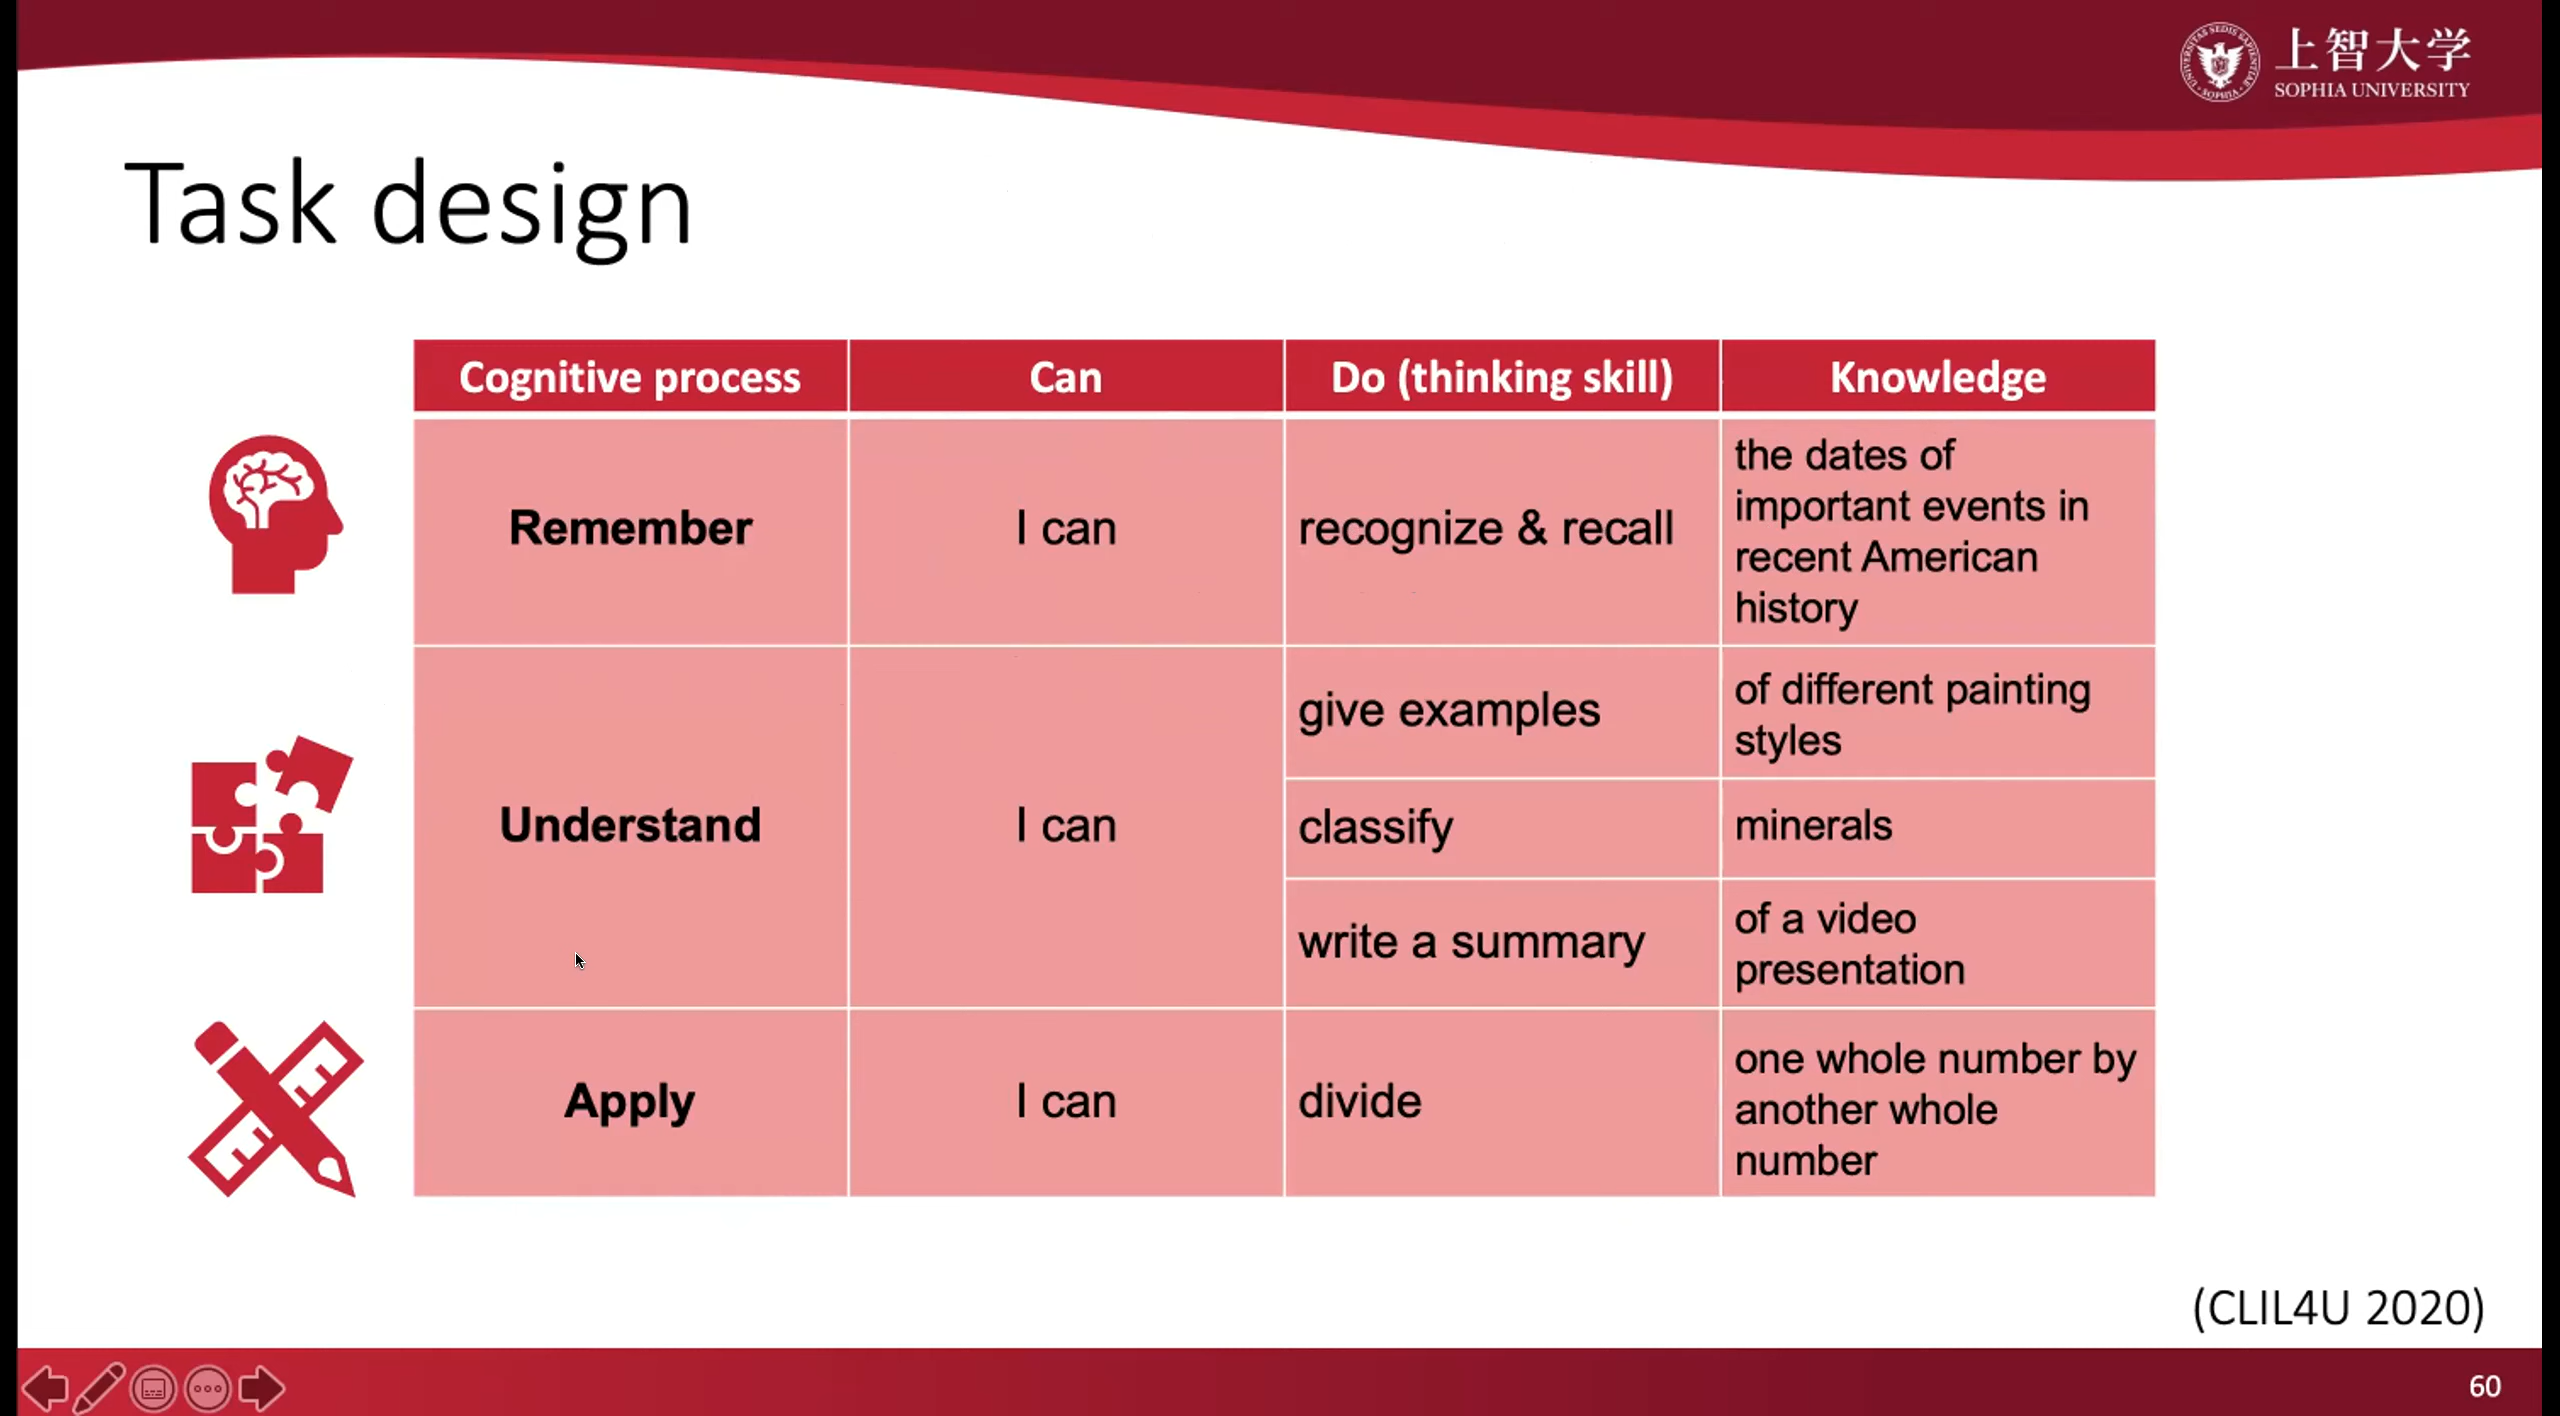 上智大学
SOPHIA UNIVERSITY
Task design
Cognitive process
Can
Do (thinking skill)
Knowledge
Remember
I can
recognize & recall
the dates of
important events in
recent American
history
Understand
I can
give examples
of different painting
styles
classify
minerals
write a summary
of a video
presentation
Apply
I can
divide
one whole number by
another whole
number
(CLIL4U 2020)
60